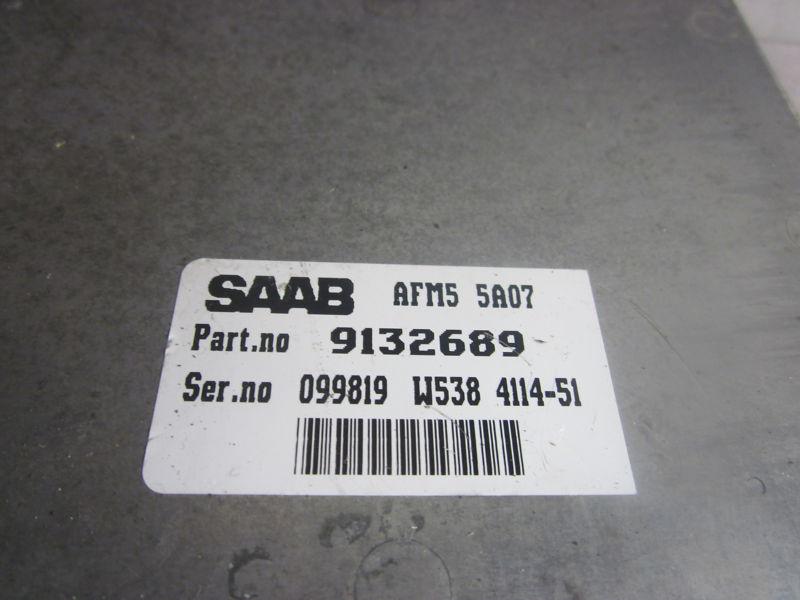 SAAB AFM5 5A07
Part.no 9132689
Ser.no 099819 W538 4114-51